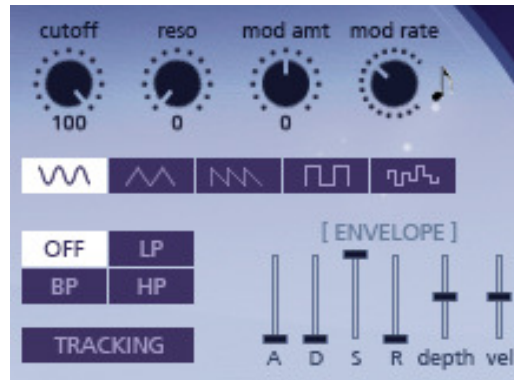 cutoff reso mod amt mod rate
100 0 0
OFF LP
BP HP
TRACKING
[ ENVELOPE ]
A D S R depth vel